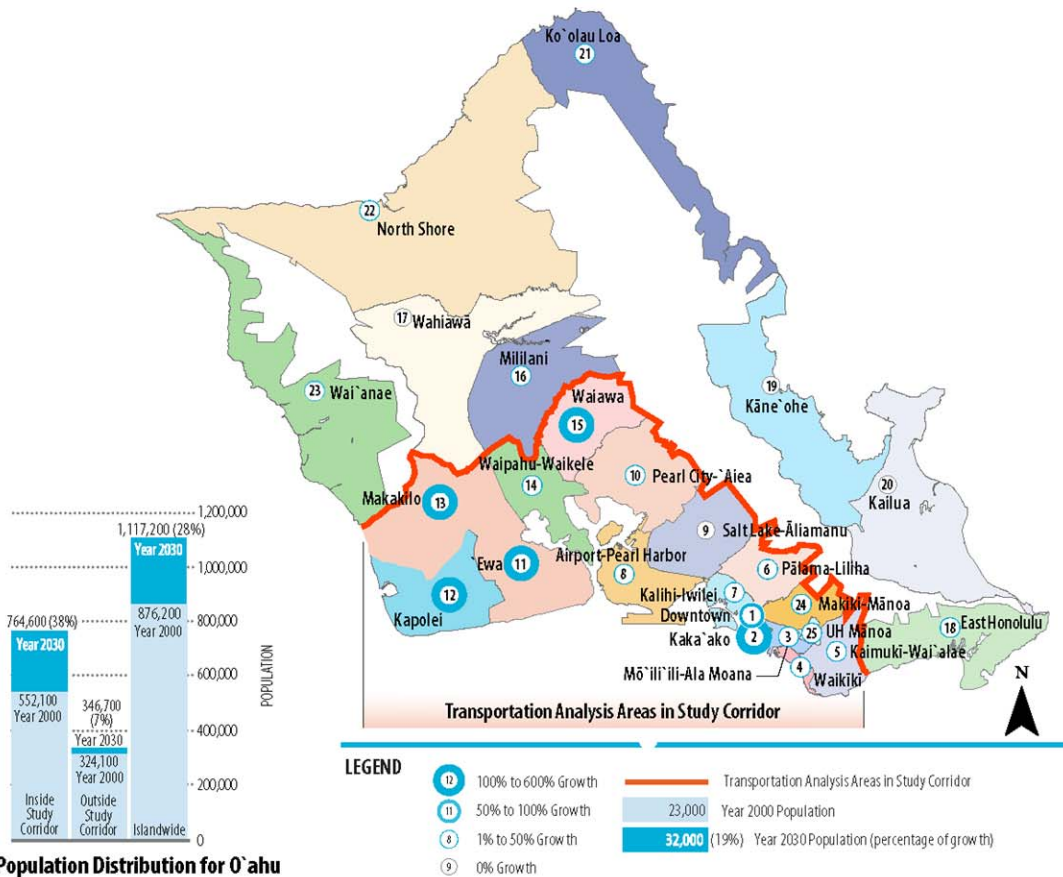 Ko`olau Loa
21
22
North Shore
17 Wahiawā
Mililani
16
23 Wai`anae
19
Kāne`ohe
Waiawa
15
Waipahu-Waikele
14
10 Pearl City-`Aiea
20
Kailua
Makakilo
13
9 Salt Lake-Āliamanu
`Ewa 11
Airport-Pearl Harbor
8
6
Pālama-Liliha
12
Kapolei
Kalihi-Iwilei 7
Downtown 1
24 Makiki-Mānoa
Kaka`ako 2
3
25 UH Mānoa
18 East Honolulu
5 Kaimukī-Wai`alae
Mō`ili`ili-Ala Moana
4 Waikīkī
N
Transportation Analysis Areas in Study Corridor
1,200,000
1,117,200 (28%)
Year 2030
1,000,000
876,200
Year 2000
800,000
764,600 (38%)
Year 2030
600,000
552,100
Year 2000
346,700
(7%)
400,000
Year 2030
324,100
Year 2000
200,000
0
POPULATION
Inside
Study
Corridor
Outside
Study
Corridor
Islandwide
Population Distribution for O`ahu
LEGEND
12 100% to 600% Growth
11 50% to 100% Growth
8 1% to 50% Growth
9 0% Growth
Transportation Analysis Areas in Study Corridor
23,000 Year 2000 Population
32,000 (19%) Year 2030 Population (percentage of growth)